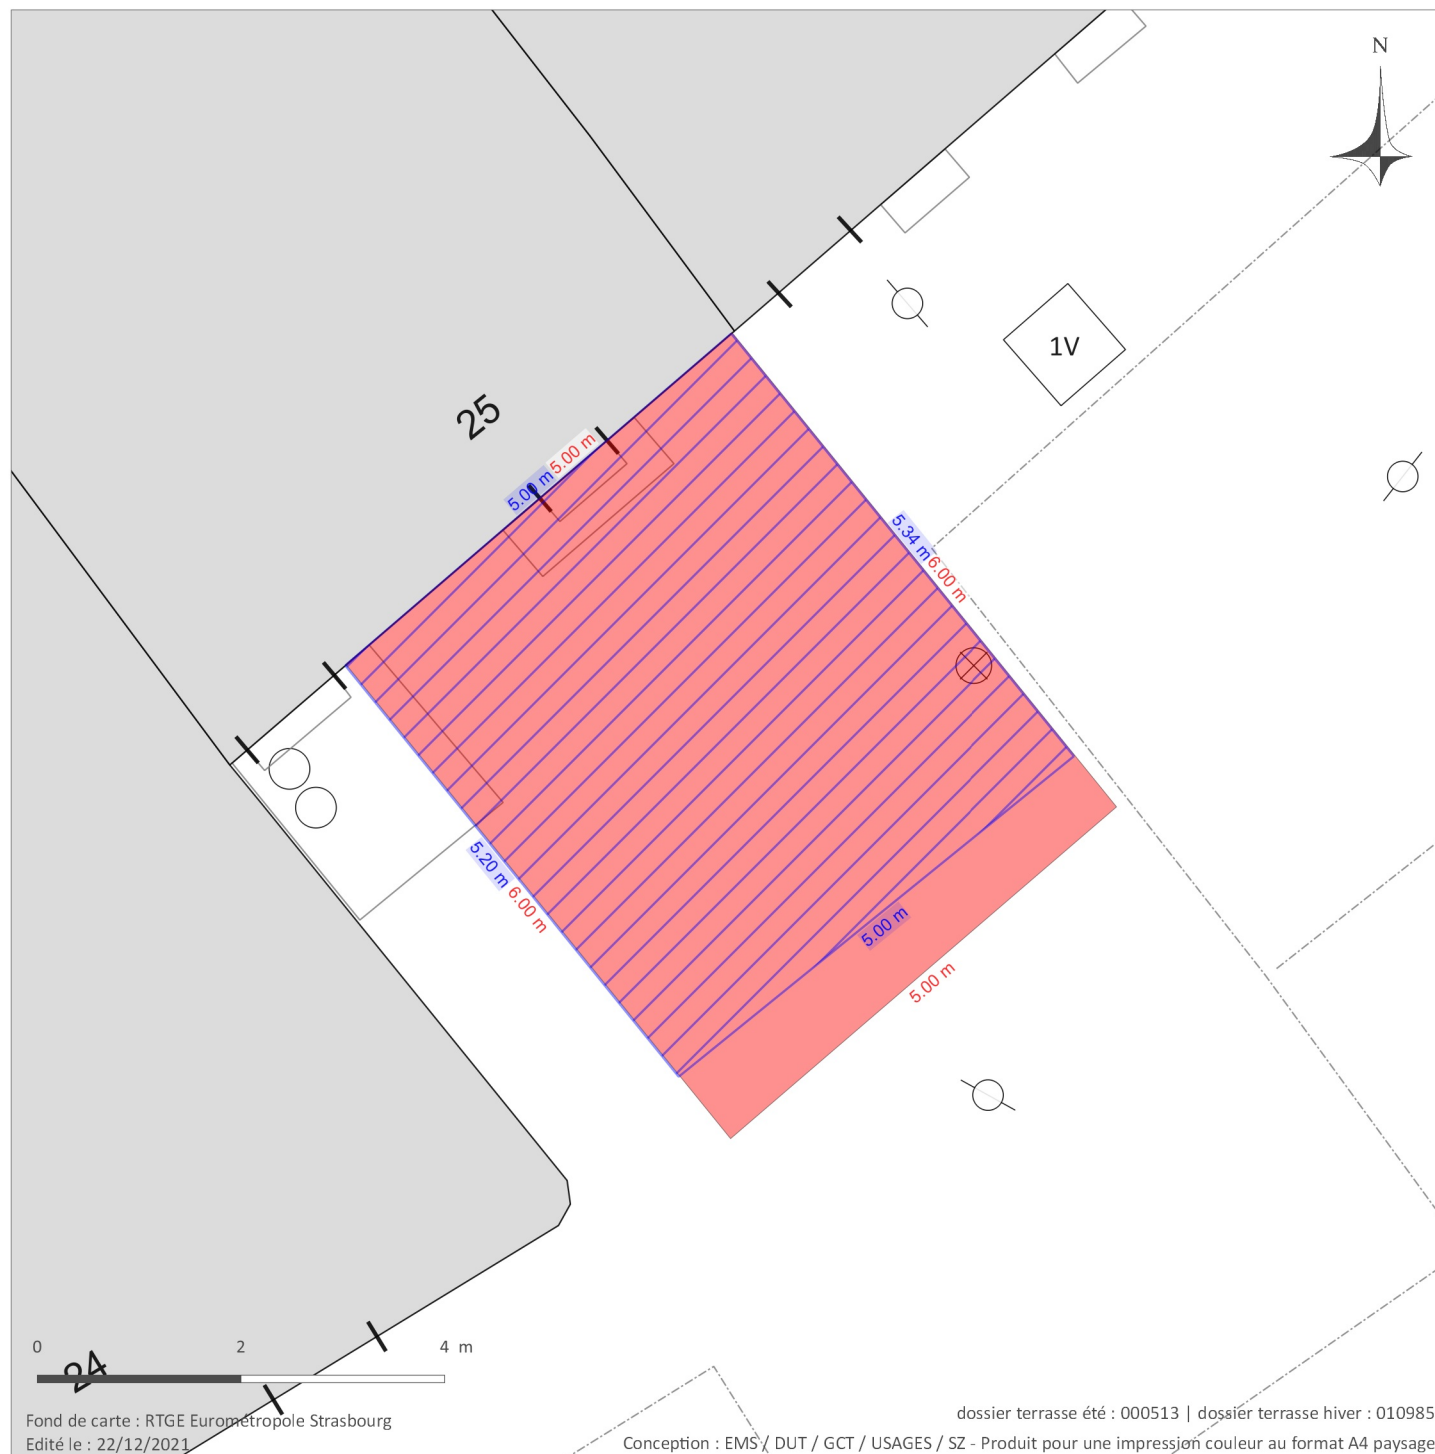 N
1V
25
5.00 m
5.00 m
5.34 m
6.00 m
5.20 m
6.00 m
5.00 m
5.00 m
0 2 4 m
24
Fond de carte : RTGE Eurométropole Strasbourg
Edité le : 22/12/2021
dossier terrasse été : 000513 | dossier terrasse hiver : 010985
Conception : EMS / DUT / GCT / USAGES / SZ - Produit pour une impression couleur au format A4 paysage